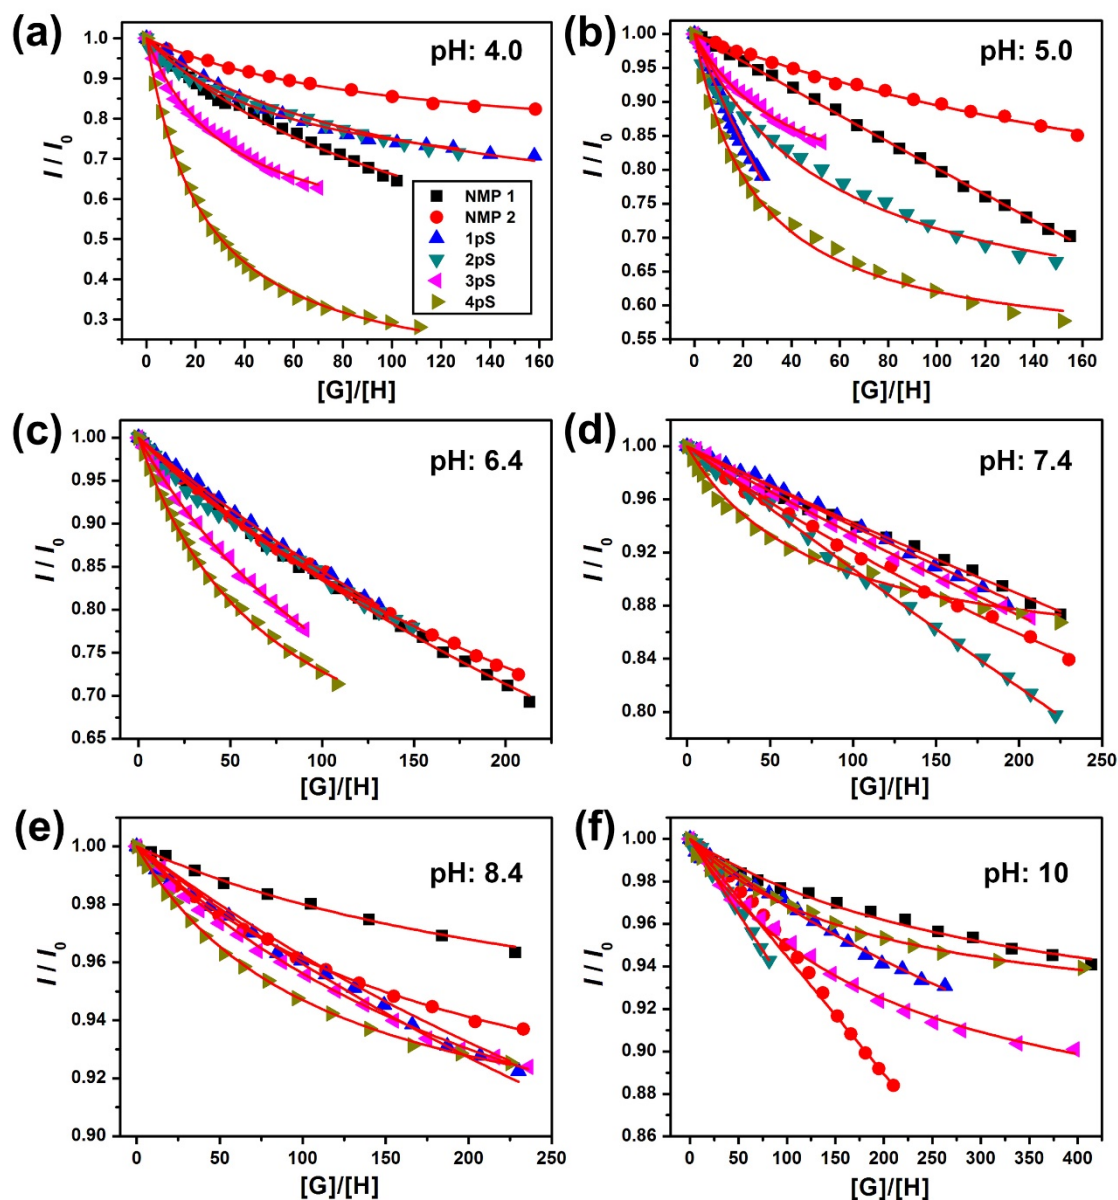 (a)
pH: 4.0
I / I0
1.0
0.9
0.8
0.7
0.6
0.5
0.4
0.3
NMP 1
NMP 2
1pS
2pS
3pS
4pS
0 20 40 60 80 100 120 140 160
[G]/[H]
(b)
pH: 5.0
I / I0
1.00
0.95
0.90
0.85
0.80
0.75
0.70
0.65
0.60
0.55
0 20 40 60 80 100 120 140 160
[G]/[H]
(c)
pH: 6.4
I / I0
1.00
0.95
0.90
0.85
0.80
0.75
0.70
0.65
0 50 100 150 200
[G]/[H]
(d)
pH: 7.4
I / I0
1.00
0.96
0.92
0.88
0.84
0.80
0 50 100 150 200 250
[G]/[H]
(e)
pH: 8.4
I / I0
1.00
0.98
0.96
0.94
0.92
0.90
0 50 100 150 200 250
[G]/[H]
(f)
pH: 10
I / I0
1.00
0.98
0.96
0.94
0.92
0.90
0.88
0.86
0 50 100 150 200 250 300 350 400
[G]/[H]